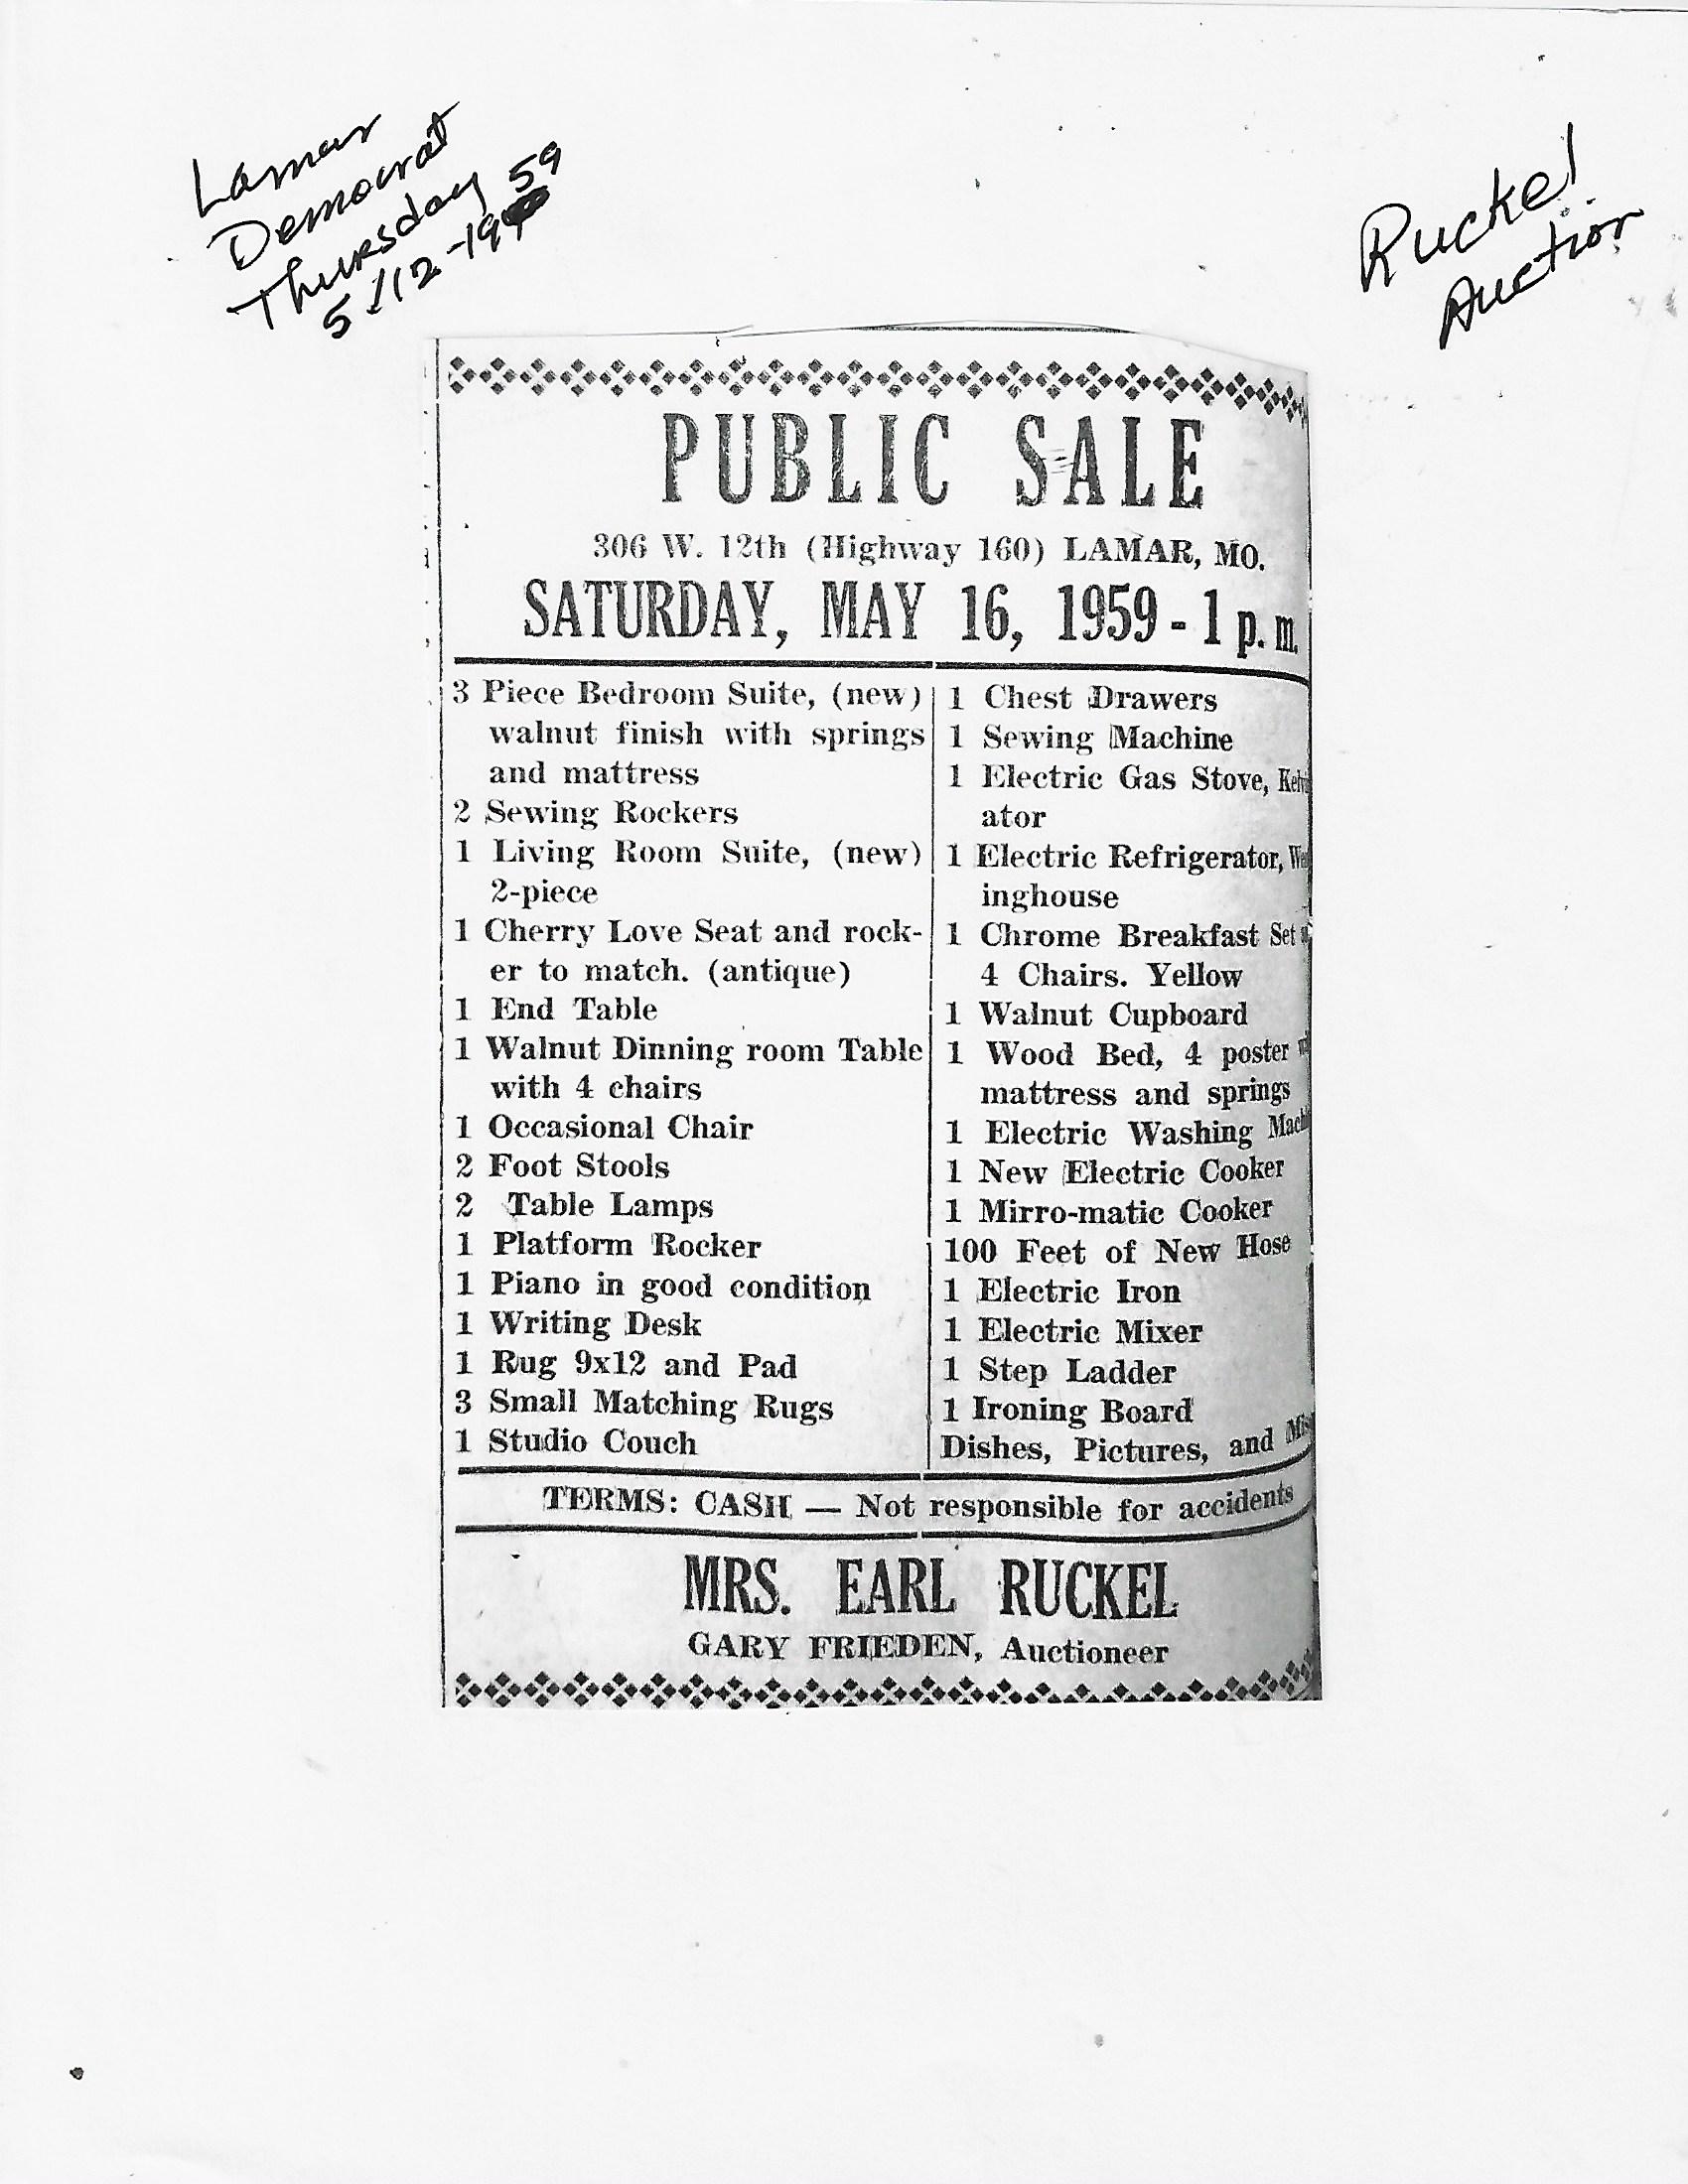 Lamar
Democrat
Thursday
5/12-1959
Ruckel
Auction
PUBLIC SALE
306 W. 12th (Highway 160) LAMAR, MO.
SATURDAY, MAY 16, 1959 - 1 p. m.
3 Piece Bedroom Suite, (new)
walnut finish with springs
and mattress
2 Sewing Rockers
1 Living Room Suite, (new)
2-piece
1 Cherry Love Seat and rock-
er to match. (antique)
1 End Table
1 Walnut Dinning room Table
with 4 chairs
1 Occasional Chair
2 Foot Stools
2 Table Lamps
1 Platform Rocker
1 Piano in good condition
1 Writing Desk
1 Rug 9x12 and Pad
3 Small Matching Rugs
1 Studio Couch
1 Chest Drawers
1 Sewing Machine
1 Electric Gas Stove,
ator
1 Electric Refrigerator,
inghouse
1 Chrome Breakfast Set
4 Chairs. Yellow
1 Walnut Cupboard
1 Wood Bed, 4 poster
mattress and springs
1 Electric Washing
1 New Electric Cooker
1 Mirro-matic Cooker
100 Feet of New Hose
1 Electric Iron
1 Electric Mixer
1 Step Ladder
1 Ironing Board
Dishes, Pictures, and
TERMS: CASH — Not responsible for accidents
MRS. EARL RUCKEL
GARY FRIEDEN, Auctioneer